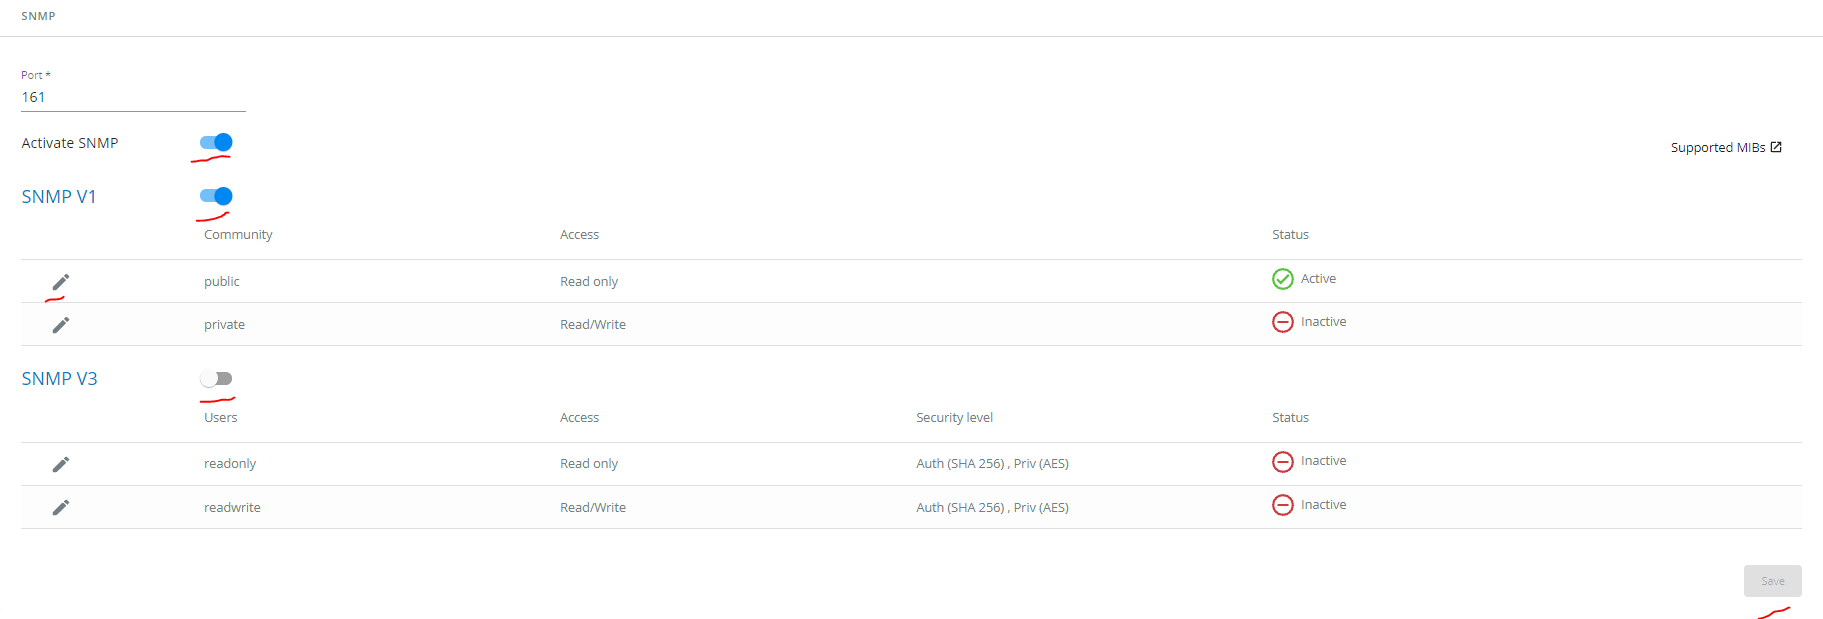 SNMP
Port *
161
Activate SNMP
Supported MIBs
SNMP V1
Community Access Status
public Read only Active
private Read/Write Inactive
SNMP V3
Users Access Security level Status
readonly Read only Auth (SHA 256) , Priv (AES) Inactive
readwrite Read/Write Auth (SHA 256) , Priv (AES) Inactive
Save